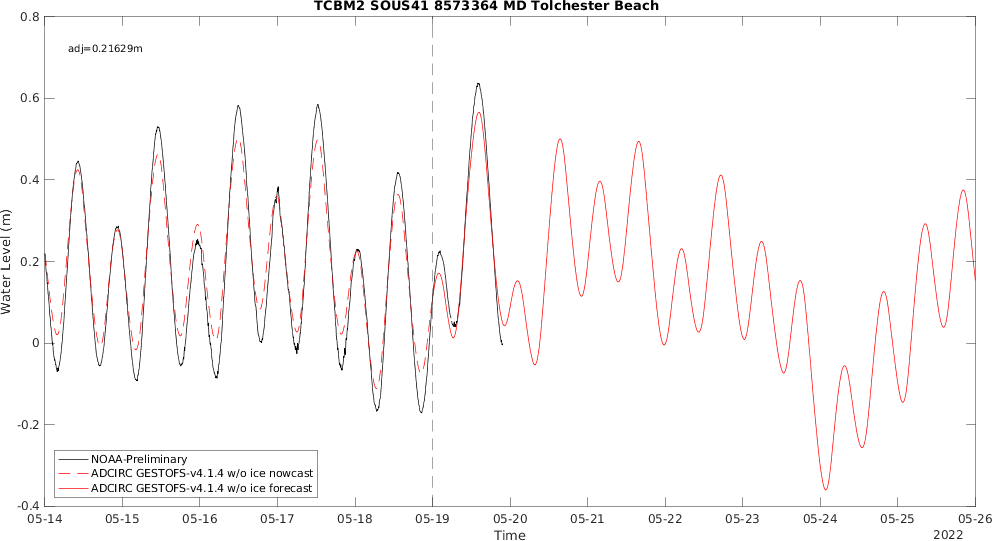 TCBM2 SOUS41 8573364 MD Tolchester Beach
0.8
adj=0.21629m
0.6
0.4
0.2
0
-0.2
-0.4
Water Level (m)
NOAA-Preliminary
ADCIRC GESTOFS-v4.1.4 w/o ice nowcast
ADCIRC GESTOFS-v4.1.4 w/o ice forecast
05-14 05-15 05-16 05-17 05-18 05-19 05-20 05-21 05-22 05-23 05-24 05-25 05-26
Time
2022